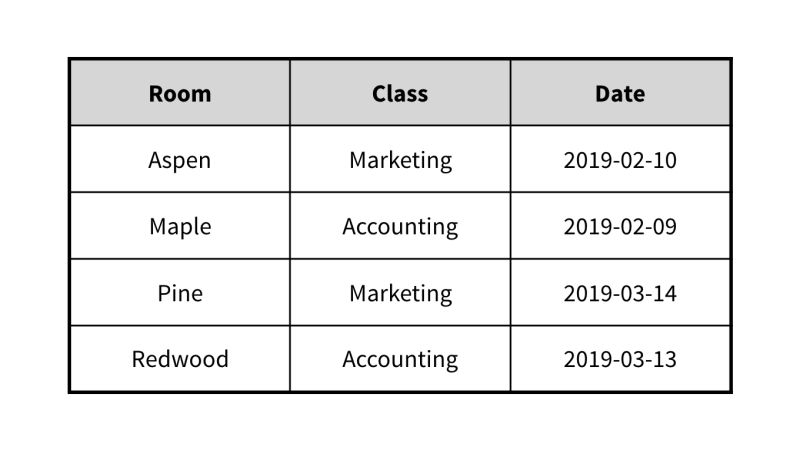 Room Class Date
Aspen Marketing 2019-02-10
Maple Accounting 2019-02-09
Pine Marketing 2019-03-14
Redwood Accounting 2019-03-13